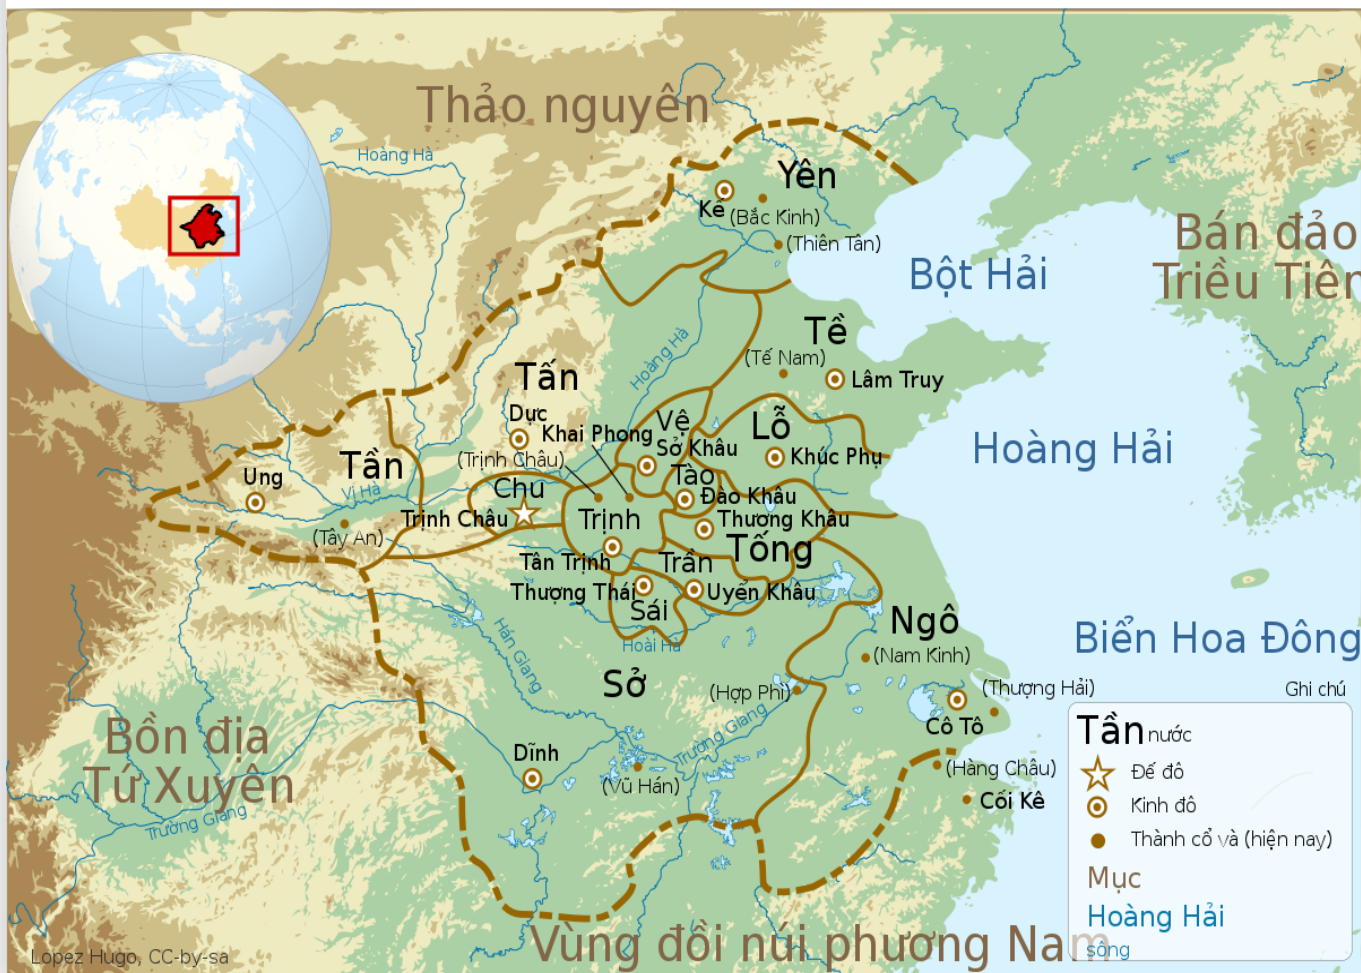 Thảo nguyên
Hoàng Hà
Yên
Kế
(Bắc Kinh)
(Thiên Tân)
Bán đảo
Triều Tiên
Bột Hải
Hoàng Hà
Tề
(Tế Nam)
Lâm Truy
Tấn
Dực
Khai Phong
(Trịnh Châu)
Vệ
Sở Khâu
Lỗ
Khúc Phụ
Hoàng Hải
Tần
Ung
Vị Hà
(Tây An)
Chu
Trịnh Châu
Tào
Đào Khâu
Thương Khâu
Trịnh
Tống
Tân Trịnh
Trần
Thượng Thái
Uyển Khâu
Sái
Hoài Hà
Hán Giang
Ngô
(Nam Kinh)
Biển Hoa Đông
Sở
(Hợp Phì)
(Thượng Hải)
Cô Tô
Trường Giang
Bồn địa
Tứ Xuyên
Trường Giang
Dĩnh
(Vũ Hán)
(Hàng Châu)
Cối Kê
Ghi chú
Tần nước
Đế đô
Kinh đô
Thành cổ và (hiện nay)
Mục
Hoàng Hải
sông
Vùng đồi núi phương Nam
Lopez Hugo, CC-by-sa